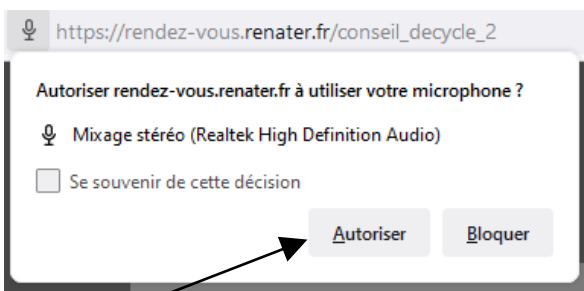 https://rendez-vous.renater.fr/conseil_decycle_2
Autoriser rendez-vous.renater.fr à utiliser votre microphone ?
Mixage stéréo (Realtek High Definition Audio)
Se souvenir de cette décision
Autoriser Bloquer